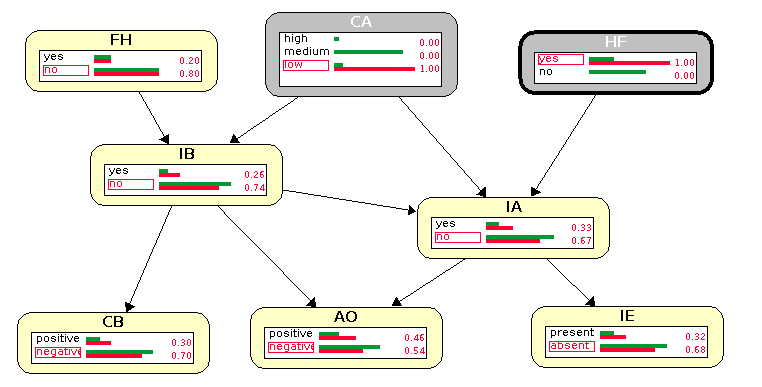 FH
yes 0.20
no 0.80
CA
high 0.00
medium 0.00
low 1.00
HF
yes 1.00
no 0.00
IB
yes 0.26
no 0.74
IA
yes 0.33
no 0.67
CB
positive 0.30
negative 0.70
AO
positive 0.46
negative 0.54
IE
present 0.32
absent 0.68